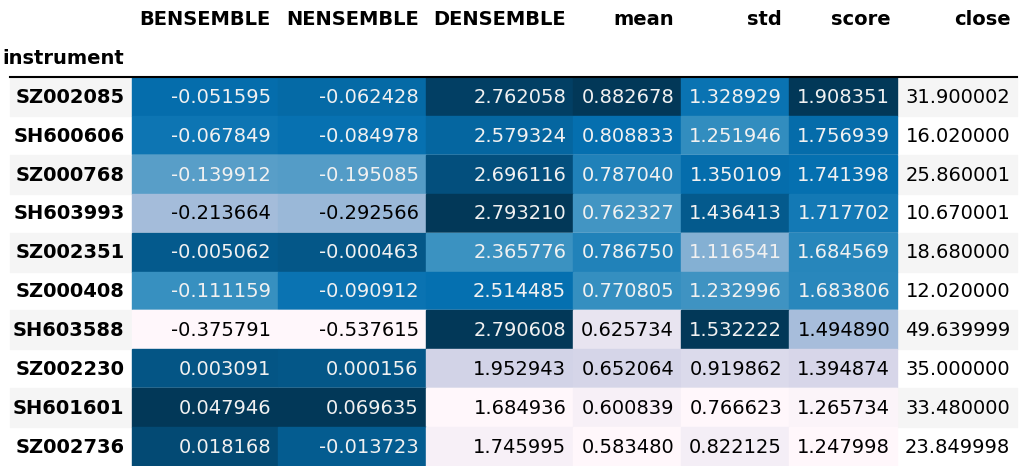 BENSEMBLE NENSEMBLE DENSEMBLE mean std score close
instrument
SZ002085 -0.051595 -0.062428 2.762058 0.882678 1.328929 1.908351 31.900002
SH600606 -0.067849 -0.084978 2.579324 0.808833 1.251946 1.756939 16.020000
SZ000768 -0.139912 -0.195085 2.696116 0.787040 1.350109 1.741398 25.860001
SH603993 -0.213664 -0.292566 2.793210 0.762327 1.436413 1.717702 10.670001
SZ002351 -0.005062 -0.000463 2.365776 0.786750 1.116541 1.684569 18.680000
SZ000408 -0.111159 -0.090912 2.514485 0.770805 1.232996 1.683806 12.020000
SH603588 -0.375791 -0.537615 2.790608 0.625734 1.532222 1.494890 49.639999
SZ002230 0.003091 0.000156 1.952943 0.652064 0.919862 1.394874 35.000000
SH601601 0.047946 0.069635 1.684936 0.600839 0.766623 1.265734 33.480000
SZ002736 0.018168 -0.013723 1.745995 0.583480 0.822125 1.247998 23.849998